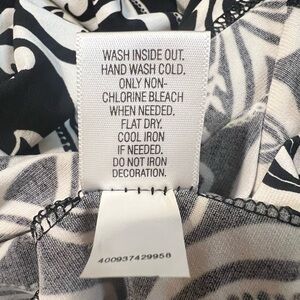 WASH INSIDE OUT.
HAND WASH COLD,
ONLY NON-
CHLORINE BLEACH
WHEN NEEDED,
FLAT DRY.
COOL IRON
IF NEEDED.
DO NOT IRON
DECORATION.
400937429958